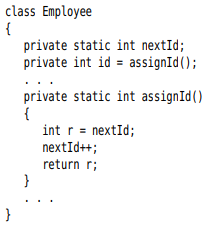 class Employee
{
private static int nextId;
private int id = assignId();
. . .
private static int assignId()
{
int r = nextId;
nextId++;
return r;
}
. . .
}